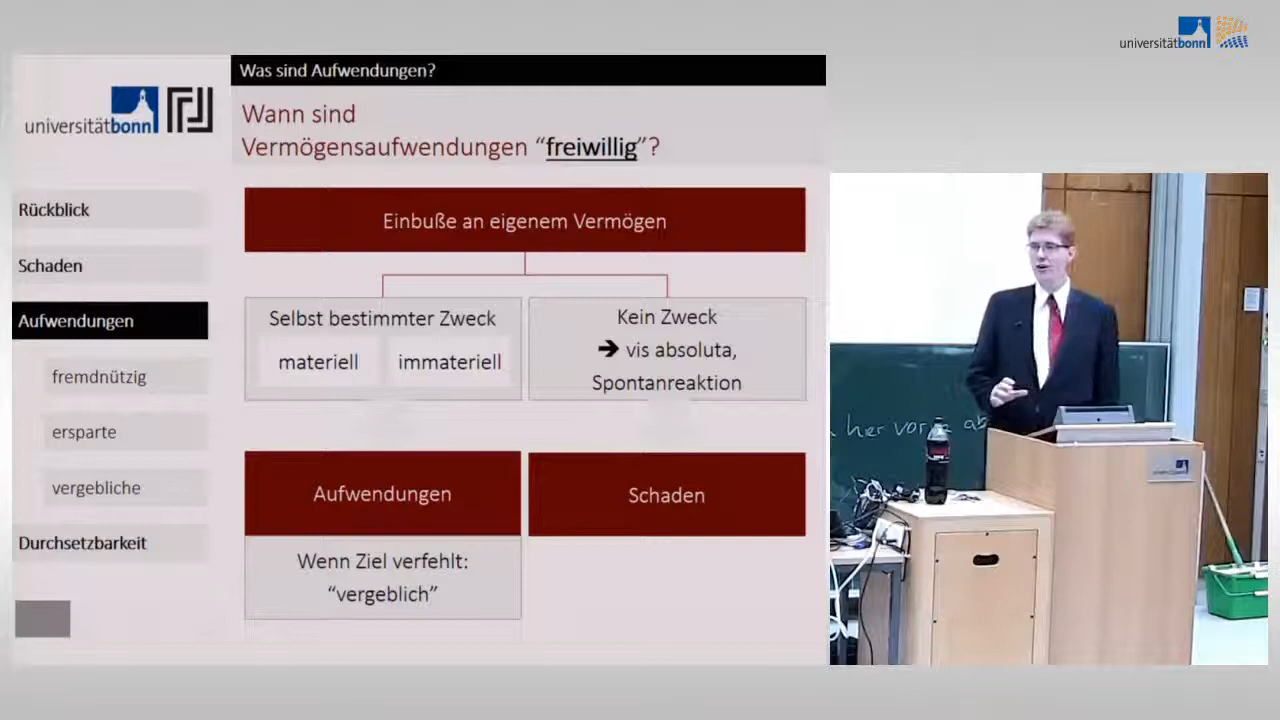 universitätbonn
Was sind Aufwendungen?
universitätbonn
Wann sind
Vermögensaufwendungen “freiwillig”?
Rückblick
Schaden
Aufwendungen
fremdnützig
ersparte
vergebliche
Durchsetzbarkeit
Einbuße an eigenem Vermögen
Selbst bestimmter Zweck
materiell immateriell
Kein Zweck
➔ vis absoluta,
Spontanreaktion
Aufwendungen
Schaden
Wenn Ziel verfehlt:
“vergeblich”
her